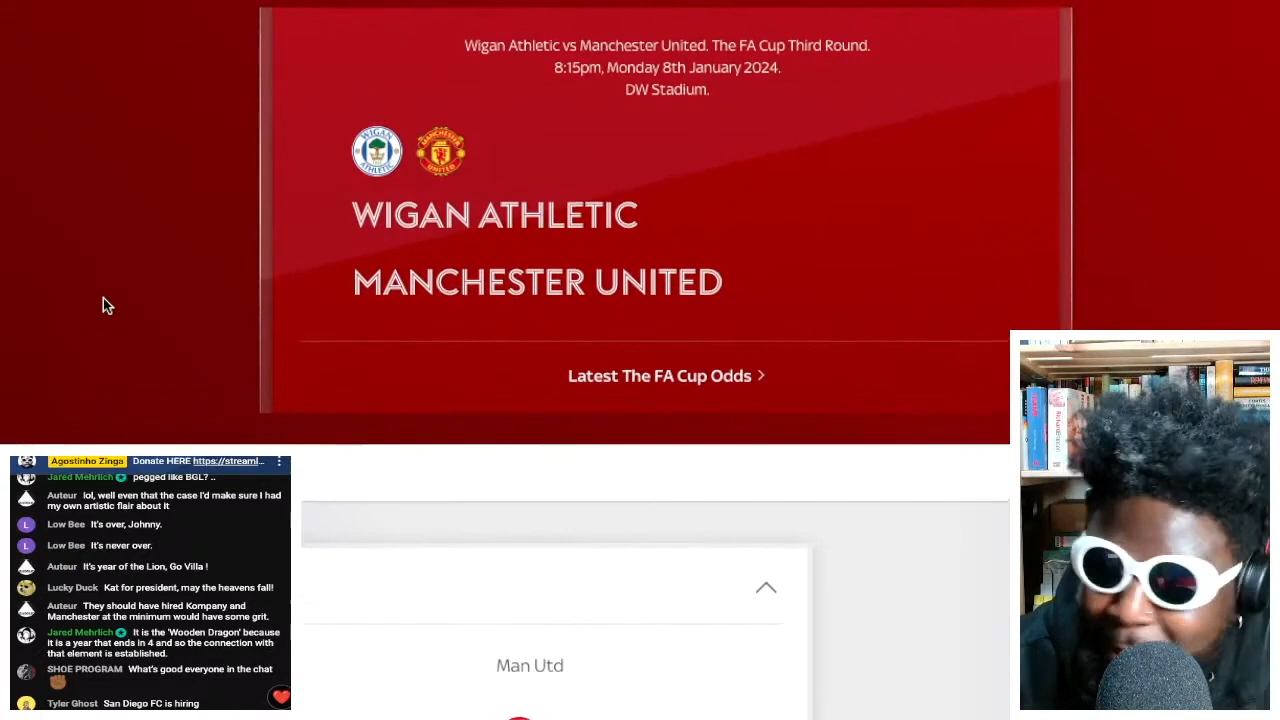 Wigan Athletic vs Manchester United. The FA Cup Third Round.
8:15pm, Monday 8th January 2024.
DW Stadium.
WIGAN
ATHLETIC
MANCHESTER
UNITED
WIGAN ATHLETIC
MANCHESTER UNITED
Latest The FA Cup Odds >
Man Utd
Agostinho Zinga Donate HERE https://streaml...
Jared Mehrlich pegged like BGL? ..
Auteur lol, well even that the case I'd make sure I had
my own artistic flair about it
L Low Bee It's over, Johnny.
L Low Bee It's never over.
Auteur It's year of the Lion, Go Villa !
Lucky Duck Kat for president, may the heavens fall!
Auteur They should have hired Kompany and
Manchester at the minimum would have some grit.
Jared Mehrlich It is the 'Wooden Dragon' because
it is a year that ends in 4 and so the connection with
that element is established.
SHOE PROGRAM What's good everyone in the chat
Tyler Ghost San Diego FC is hiring